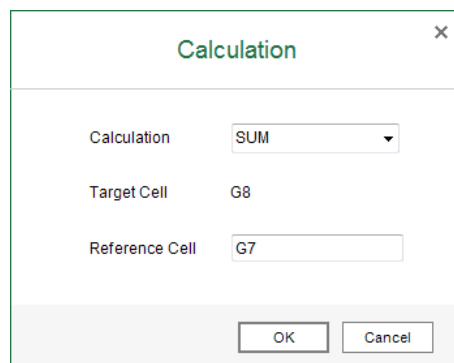 Calculation
Calculation SUM
Target Cell G8
Reference Cell G7
OK Cancel